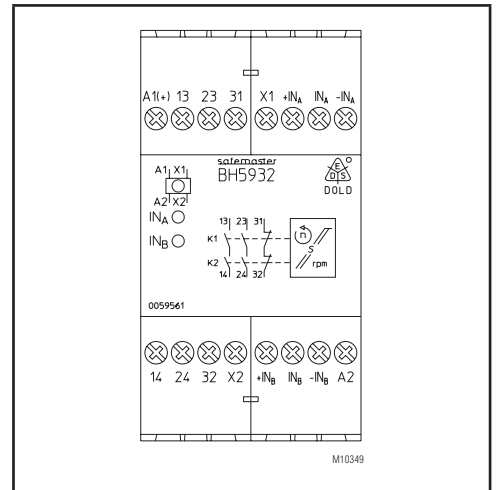 A1(+) 13 23 31 X1 +INA INA -INA
safemaster
BH5932
A1 X1
A2 X2
INA
INB
E
D S
DOLD
13 23 31
K1
K2
14 24 32
n
S
rpm
0059561
14 24 32 X2 +INB INB -INB A2
M10349